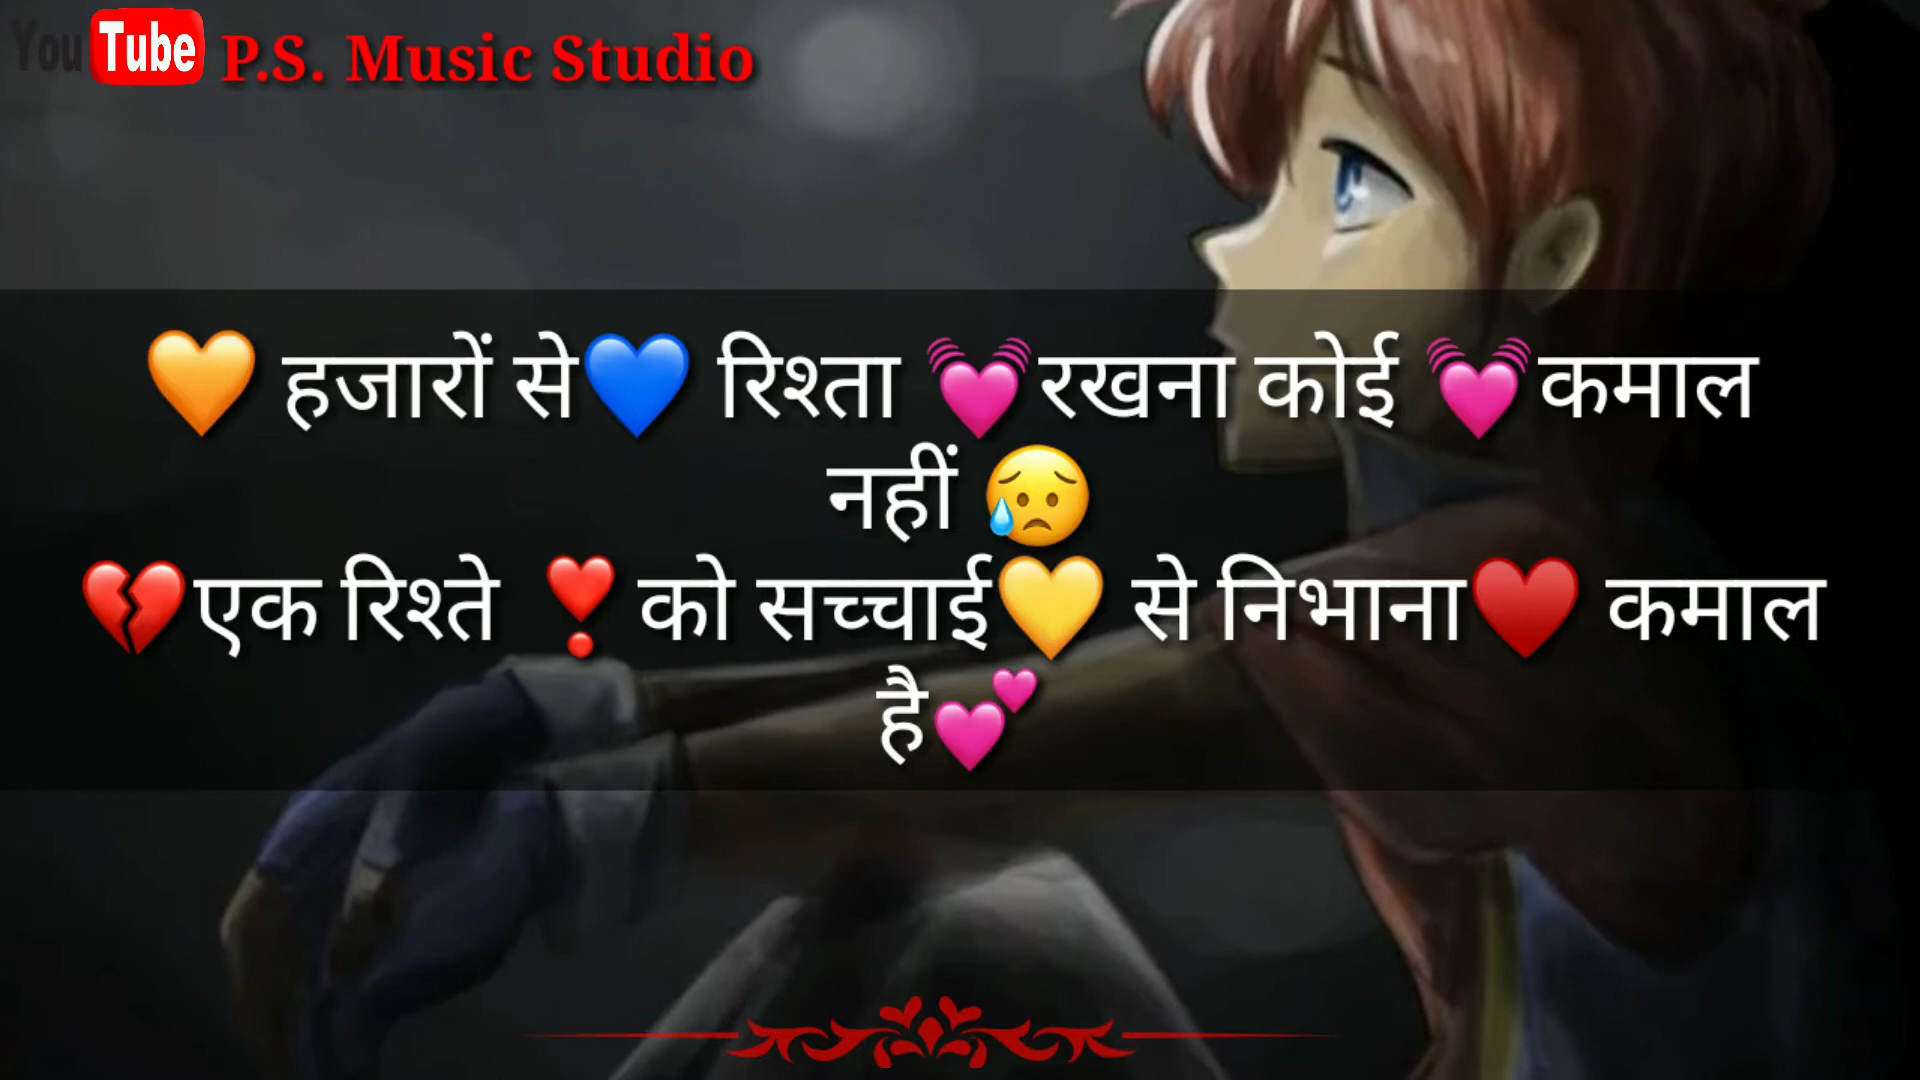 YouTube P.S. Music Studio
🧡 हजारों से💙 रिश्ता 💓रखना कोई 💓कमाल
नहीं 😥
💔एक रिश्ते ❣️को सच्चाई💛 से निभाना♥️ कमाल
है💕